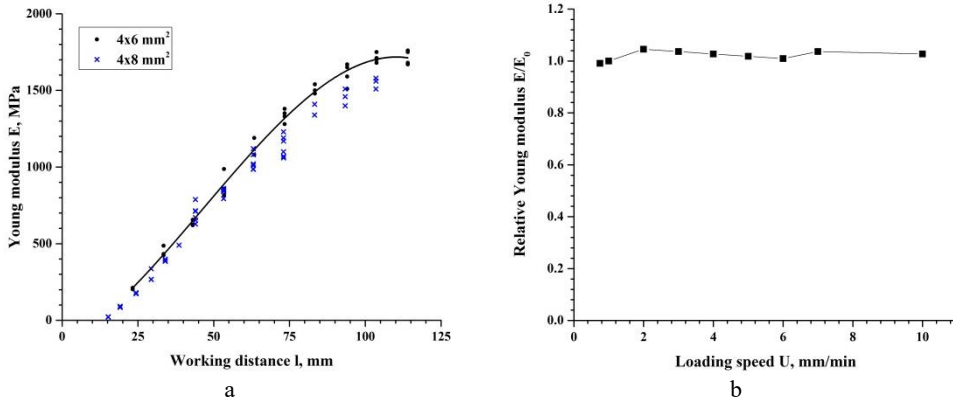 2000
1500
1000
500
0
Young modulus E, MPa
4x6 mm²
4x8 mm²
0 25 50 75 100 125
Working distance l, mm
a
1.2
1.0
0.8
0.6
0.4
0.2
0.0
Relative Young modulus E/E₀
0 2 4 6 8 10
Loading speed U, mm/min
b